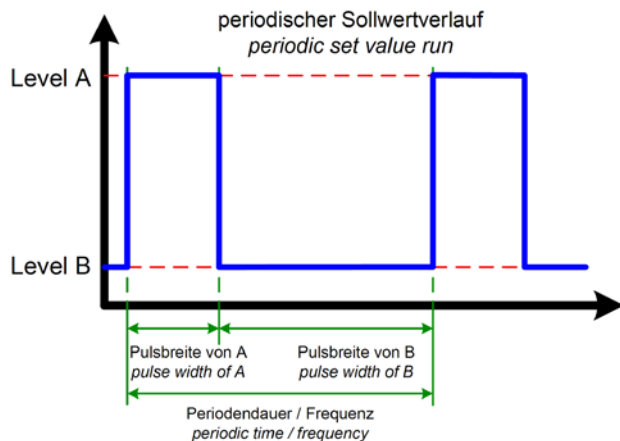 periodischer Sollwertverlauf
periodic set value run
Level A
Level B
Pulsbreite von A
pulse width of A
Pulsbreite von B
pulse width of B
Periodendauer / Frequenz
periodic time / frequency